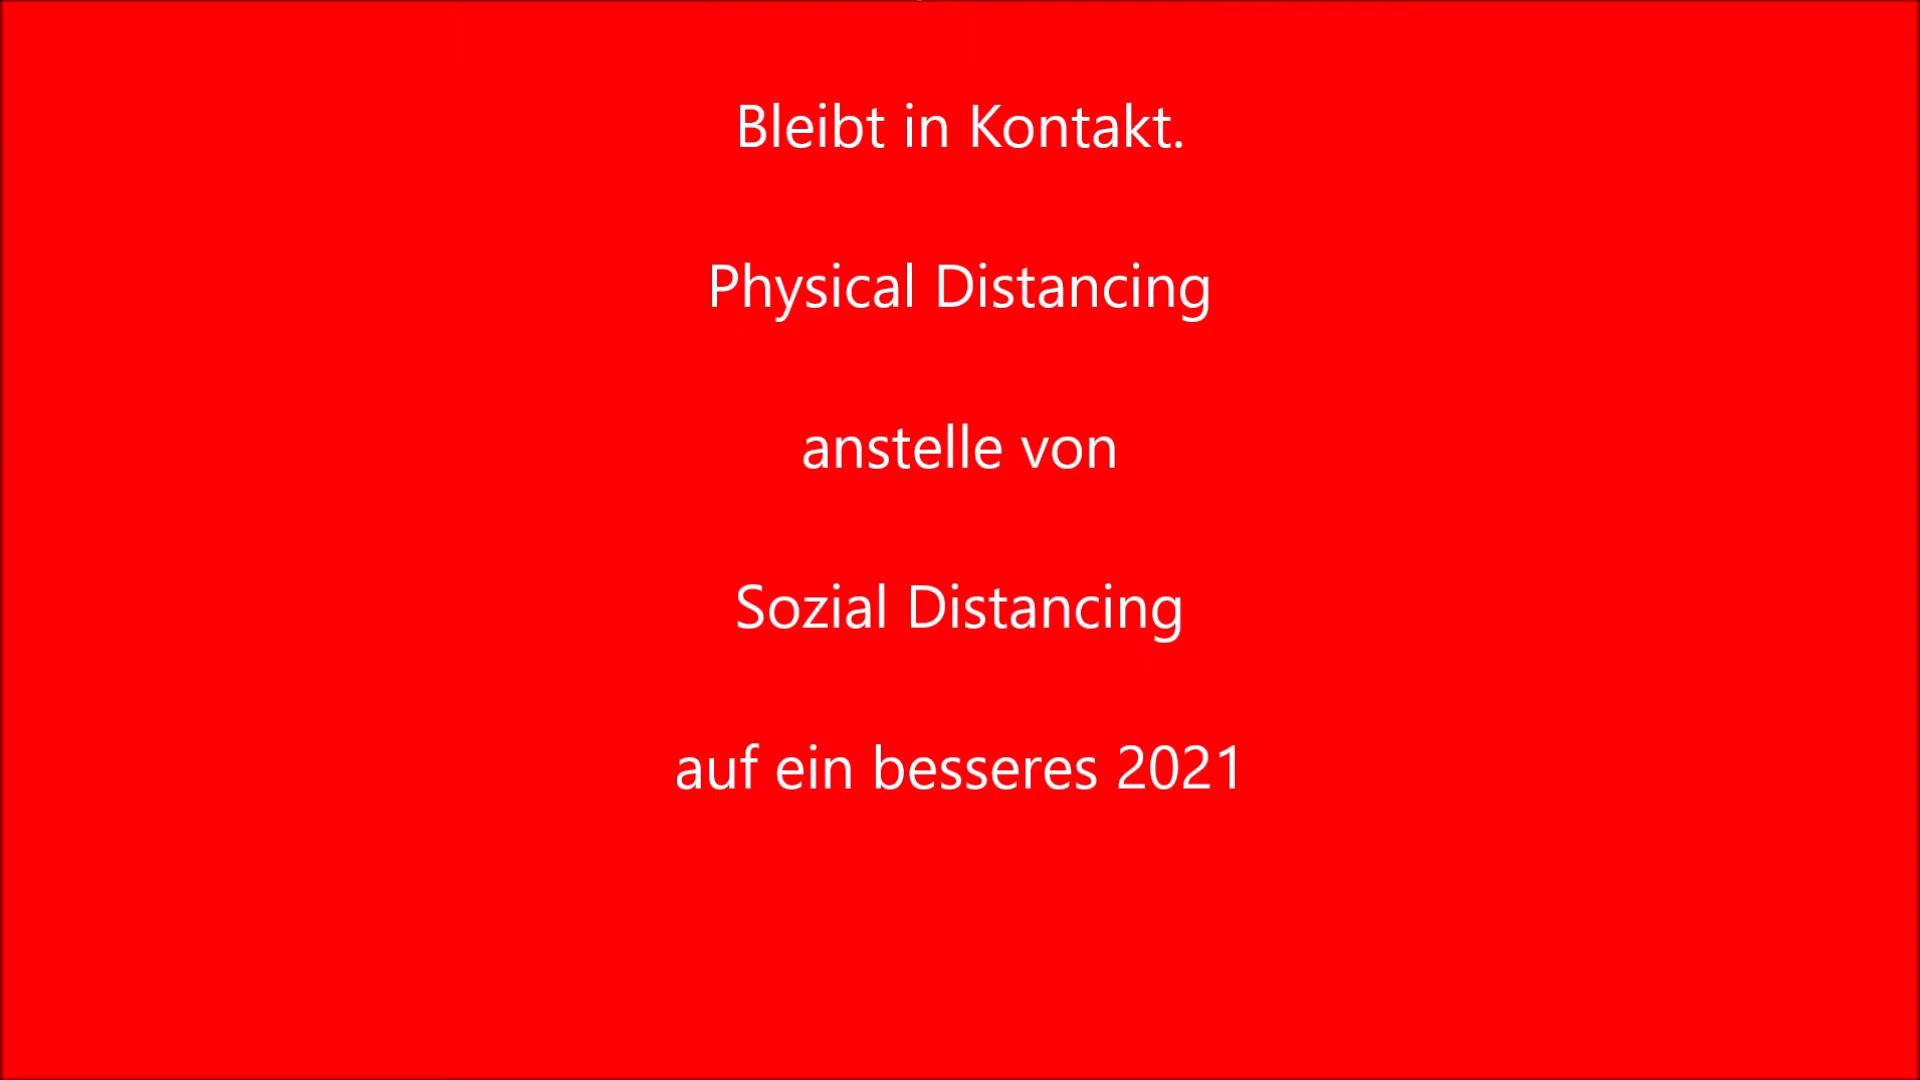 Bleibt in Kontakt.
Physical Distancing
anstelle von
Sozial Distancing
auf ein besseres 2021